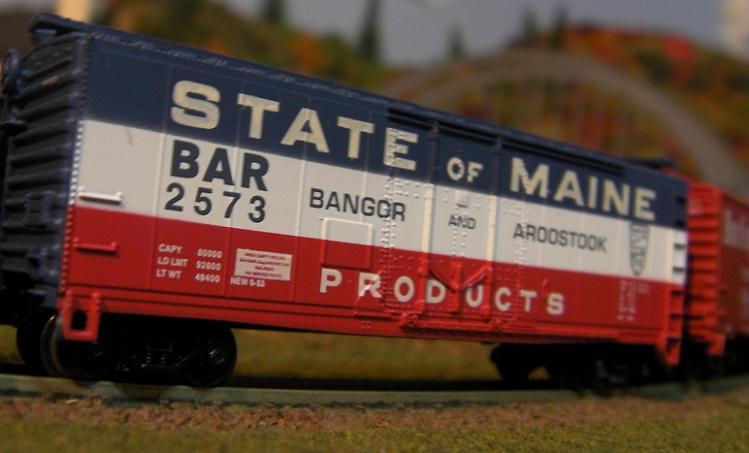 STATE OF MAINE
BAR
2573
BANGOR AND AROOSTOOK
CAPY 80000
LD LMT 92600
LT WT 49400 NEW 6-53
PRODUCTS